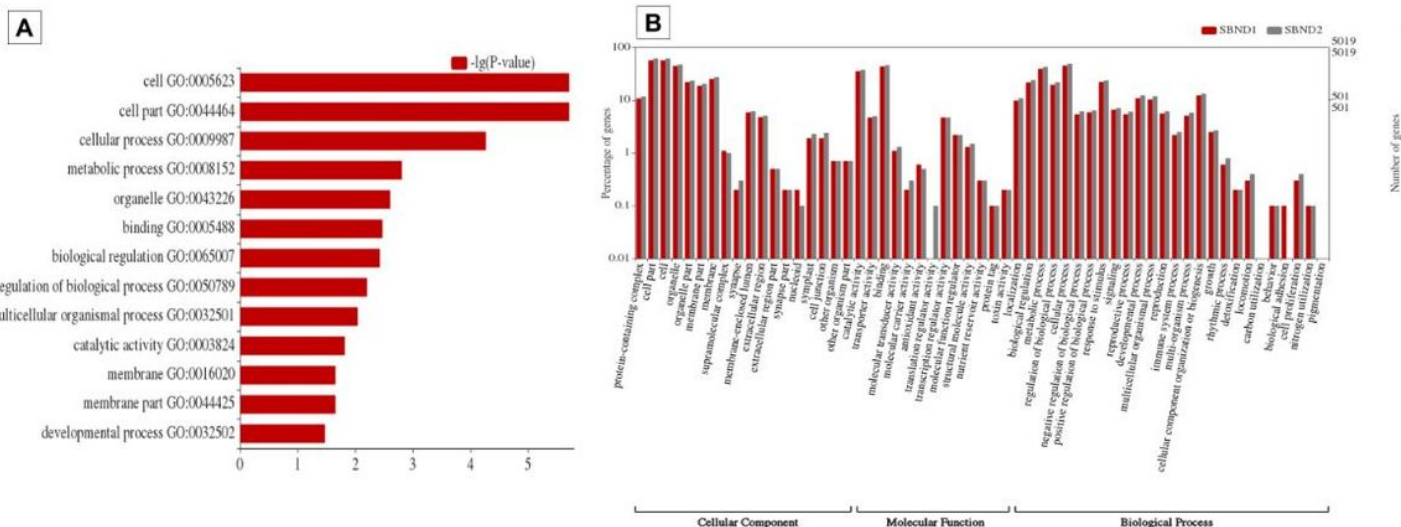 A
-lg(P-value)
cell GO:0005623
cell part GO:0044464
cellular process GO:0009987
metabolic process GO:0008152
organelle GO:0043226
binding GO:0005488
biological regulation GO:0065007
egulation of biological process GO:0050789
ulticellular organismal process GO:0032501
catalytic activity GO:0003824
membrane GO:0016020
membrane part GO:0044425
developmental process GO:0032502
0 1 2 3 4 5
B
SBND1 SBND2
Percentage of genes
100
10
1
0.1
0.01
5019
5019
501
501
Number of genes
protein-containing complex
cell part
cell
organelle
organelle part
membrane part
membrane
supramolecular complex
synapse
membrane-enclosed lumen
extracellular region
extracellular region part
synapse part
nucleoid
symplast
cell junction
other organism
other organism part
catalytic activity
transporter activity
binding
molecular transducer activity
molecular carrier activity
antioxidant activity
translation regulator activity
transcription regulator activity
molecular function regulator
structural molecule activity
nutrient reservoir activity
protein tag
toxin activity
localization
biological regulation
metabolic process
regulation of biological process
cellular process
negative regulation of biological process
positive regulation of biological process
response to stimulus
signaling
reproductive process
developmental process
multicellular organismal process
reproduction
immune system process
multi-organism process
cellular component organization or biogenesis
growth
rhythmic process
detoxification
locomotion
carbon utilization
behavior
biological adhesion
cell proliferation
nitrogen utilization
pigmentation
Cellular Component
Molecular Function
Biological Process